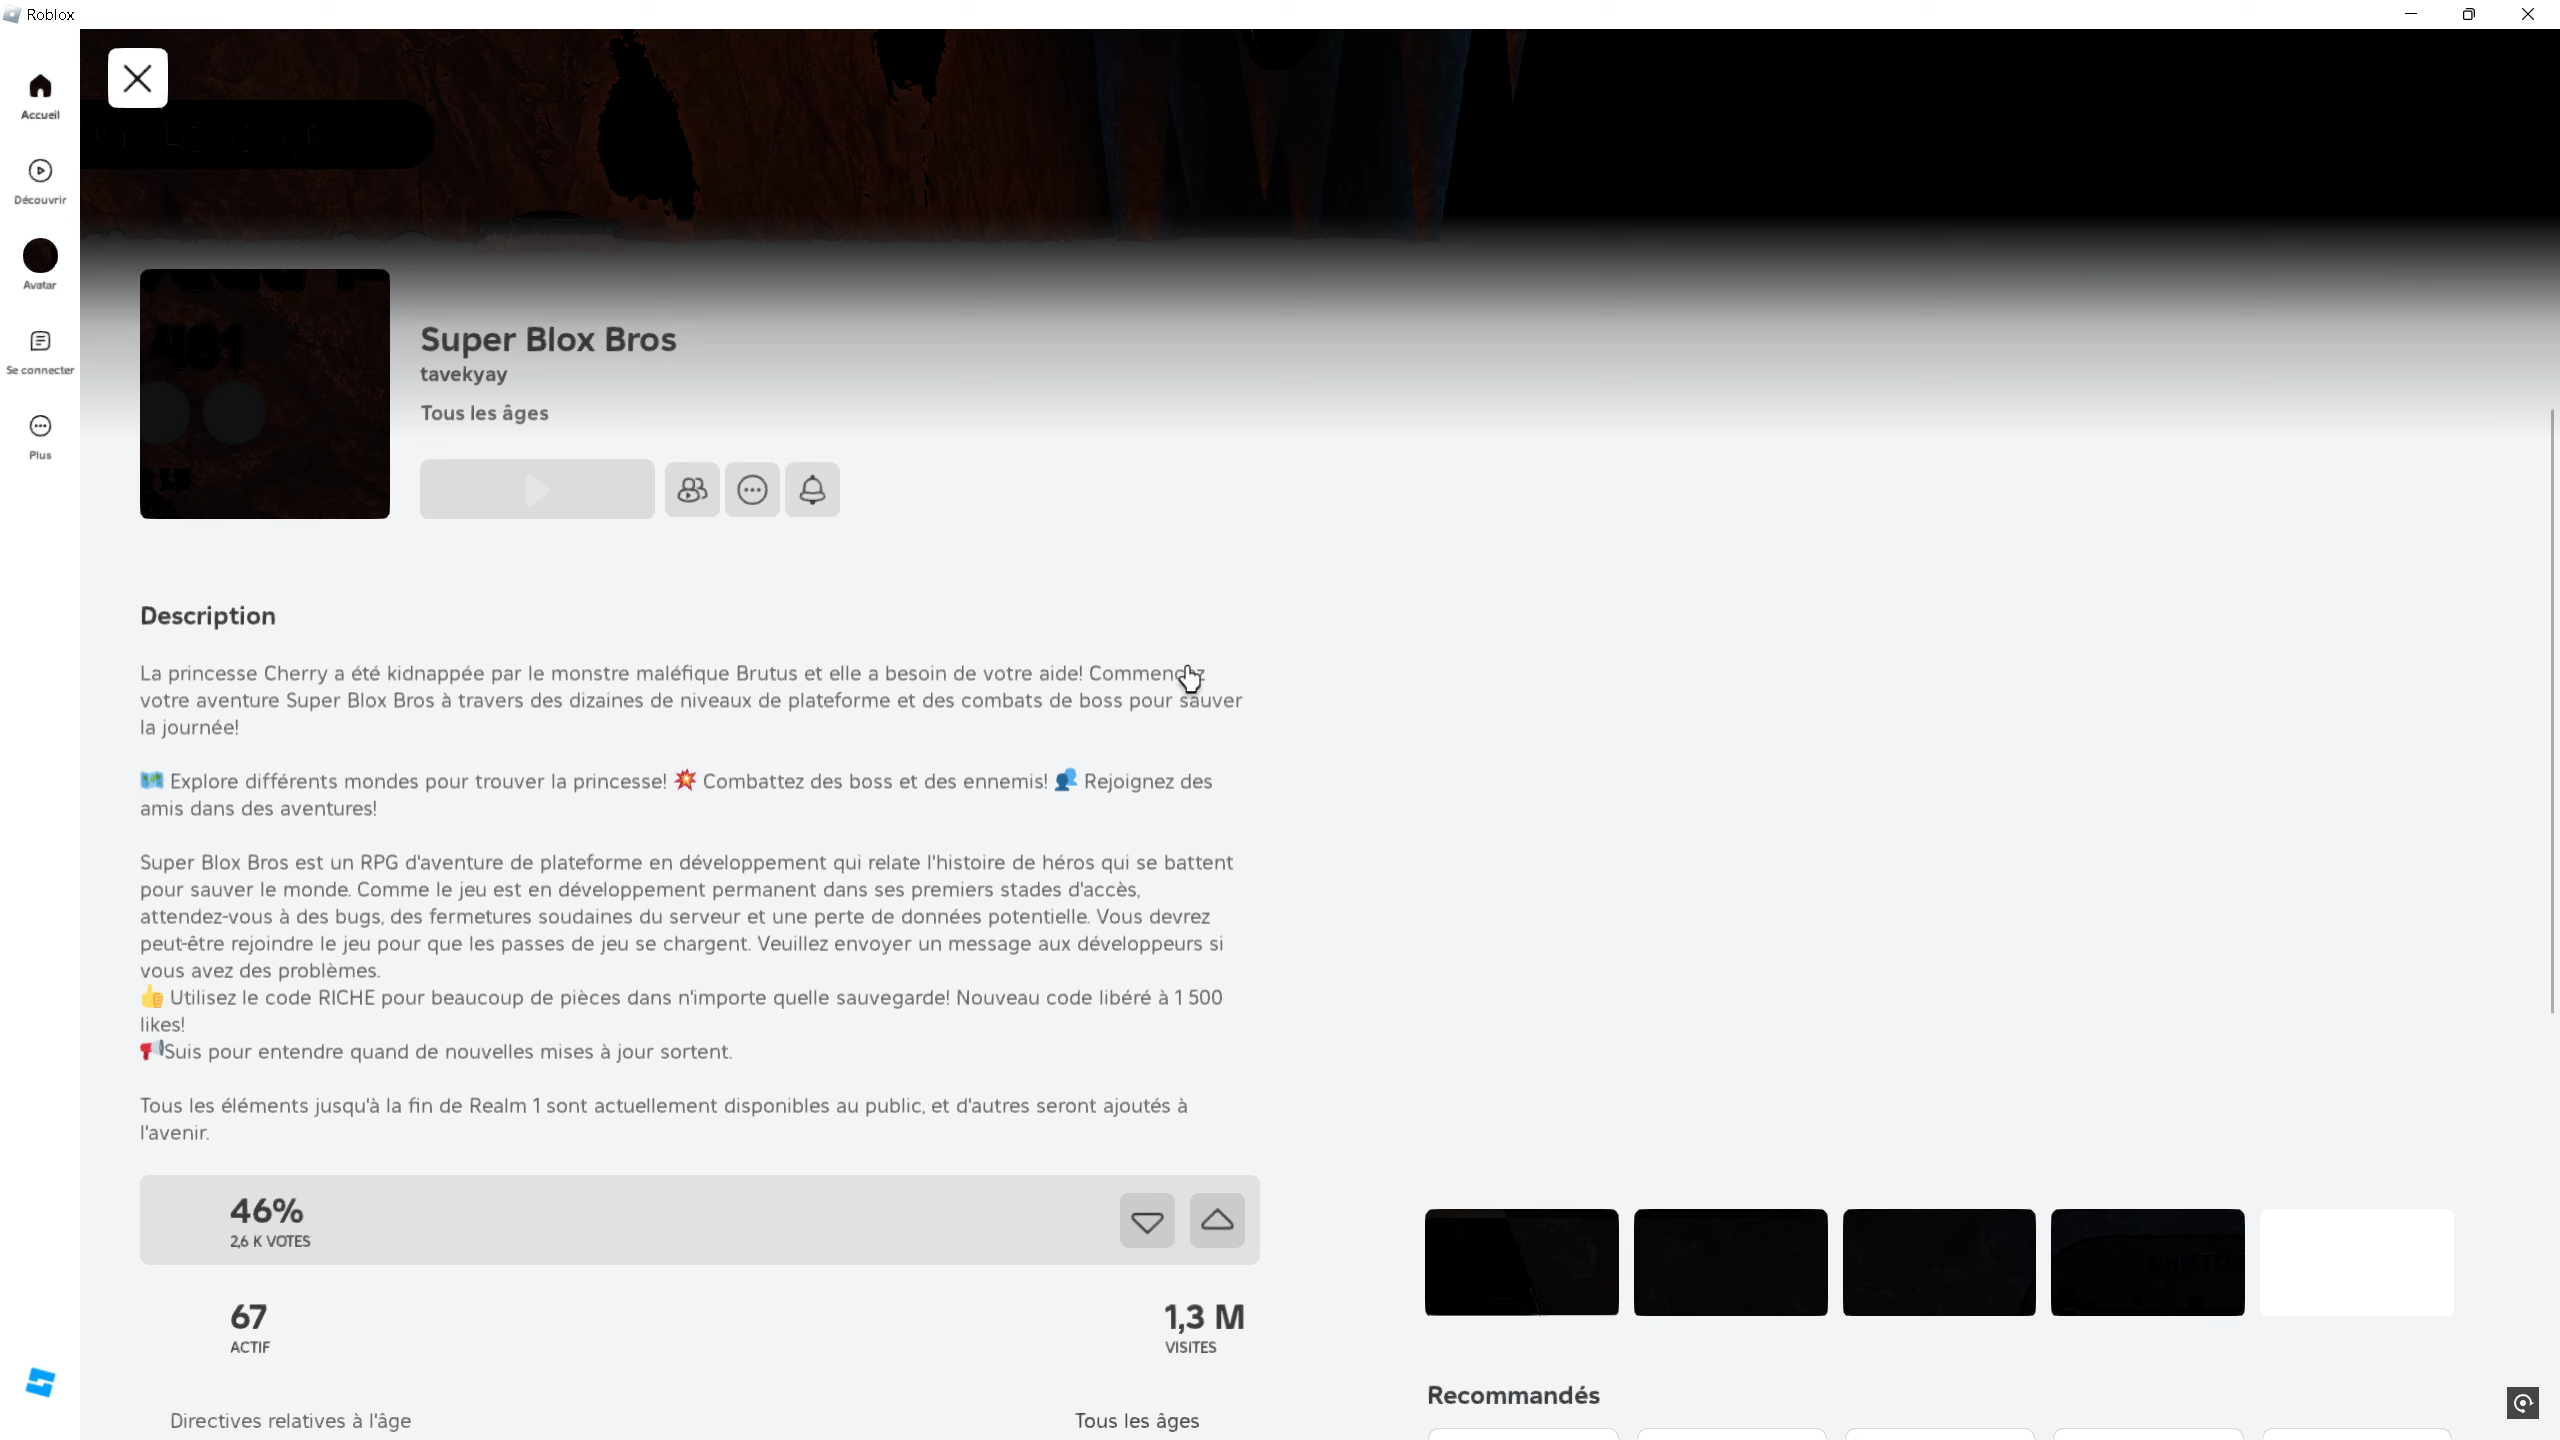 Roblox
Accueil
Découvrir
Avatar
Se connecter
Plus
401
Super Blox Bros
tavekyay
Tous les âges
Description
La princesse Cherry a été kidnappée par le monstre maléfique Brutus et elle a besoin de votre aide! Commencez
votre aventure Super Blox Bros à travers des dizaines de niveaux de plateforme et des combats de boss pour sauver
la journée!
Explore différents mondes pour trouver la princesse! Combattez des boss et des ennemis! Rejoignez des
amis dans des aventures!
Super Blox Bros est un RPG d'aventure de plateforme en développement qui relate l'histoire de héros qui se battent
pour sauver le monde. Comme le jeu est en développement permanent dans ses premiers stades d'accès,
attendez-vous à des bugs, des fermetures soudaines du serveur et une perte de données potentielle. Vous devrez
peut-être rejoindre le jeu pour que les passes de jeu se chargent. Veuillez envoyer un message aux développeurs si
vous avez des problèmes.
Utilisez le code RICHE pour beaucoup de pièces dans n'importe quelle sauvegarde! Nouveau code libéré à 1 500
likes!
Suis pour entendre quand de nouvelles mises à jour sortent.
Tous les éléments jusqu'à la fin de Realm 1 sont actuellement disponibles au public, et d'autres seront ajoutés à
l'avenir.
46%
2,6 K VOTES
67
ACTIF
1,3 M
VISITES
Directives relatives à l'âge
Tous les âges
Recommandés